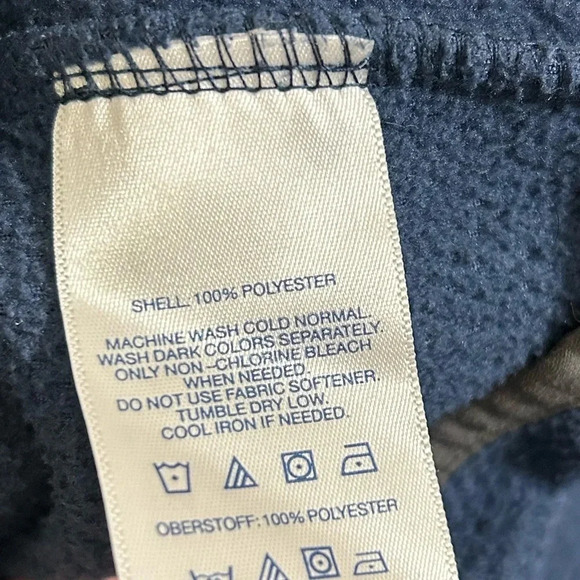 SHELL: 100% POLYESTER
MACHINE WASH COLD NORMAL.
WASH DARK COLORS SEPARATELY.
ONLY NON-CHLORINE BLEACH
WHEN NEEDED.
DO NOT USE FABRIC SOFTENER.
TUMBLE DRY LOW.
COOL IRON IF NEEDED.
OBERSTOFF: 100% POLYESTER